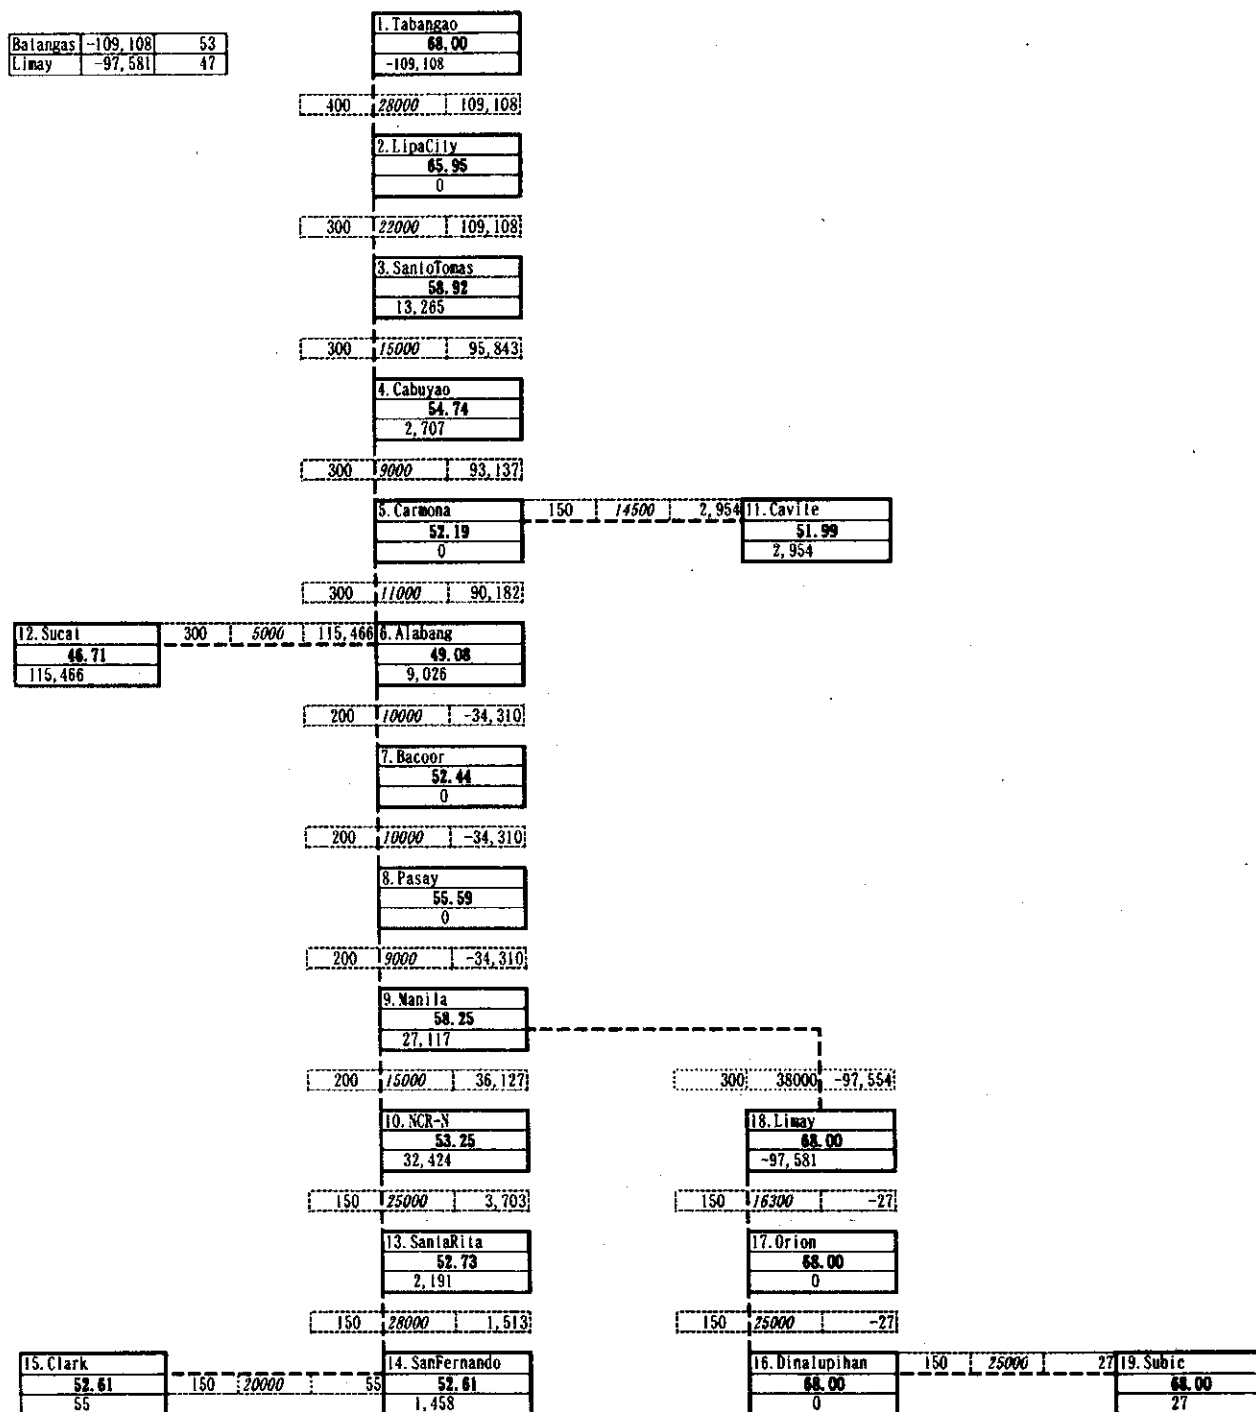 1. Tabangao
68.00
-109,108
Batangas -109,108 53
Limay -97,581 47
400 28000 109,108
2. LipaCity
65.95
0
300 22000 109,108
3. SantoTomas
58.92
13,265
300 15000 95,843
4. Cabuyao
54.74
2,707
300 9000 93,137
5. Carmona 150 14500 2,954 11. Cavite
52.19 51.99
0 2,954
300 11000 90,182
12. Sucat 300 5000 115,466 6. Alabang
46.71 49.08
115,466 9,026
200 10000 -34,310
7. Bacoor
52.44
0
200 10000 -34,310
8. Pasay
55.59
0
200 9000 -34,310
9. Manila
58.25
27,117
200 15000 36,127 300 38000 -97,554
10. NCR-N 18. Limay
53.25 68.00
32,424 -97,581
150 25000 3,703 150 16300 -27
13. SantaRita 17. Orion
52.73 68.00
2,191 0
150 28000 1,513 150 25000 -27
15. Clark 14. SanFernando 16. Dinalupihan 150 25000 27 19. Subic
52.61 150 20000 55 52.61 68.00 68.00
55 1,458 0 27